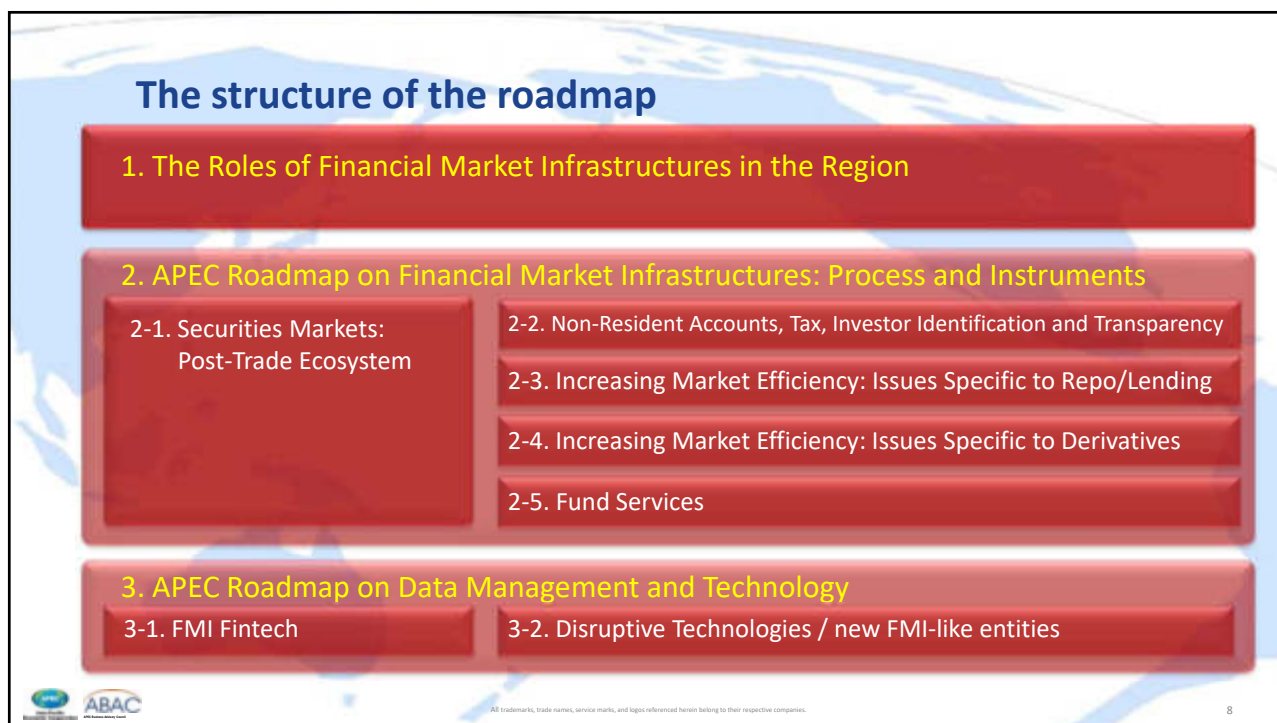 The structure of the roadmap
1. The Roles of Financial Market Infrastructures in the Region
2. APEC Roadmap on Financial Market Infrastructures: Process and Instruments
2-1. Securities Markets:
Post-Trade Ecosystem
2-2. Non-Resident Accounts, Tax, Investor Identification and Transparency
2-3. Increasing Market Efficiency: Issues Specific to Repo/Lending
2-4. Increasing Market Efficiency: Issues Specific to Derivatives
2-5. Fund Services
3. APEC Roadmap on Data Management and Technology
3-1. FMI Fintech
3-2. Disruptive Technologies / new FMI-like entities
APEC
ABAC
APEC Business Advisory Council
All trademarks, trade names, service marks, and logos referenced herein belong to their respective companies.
8